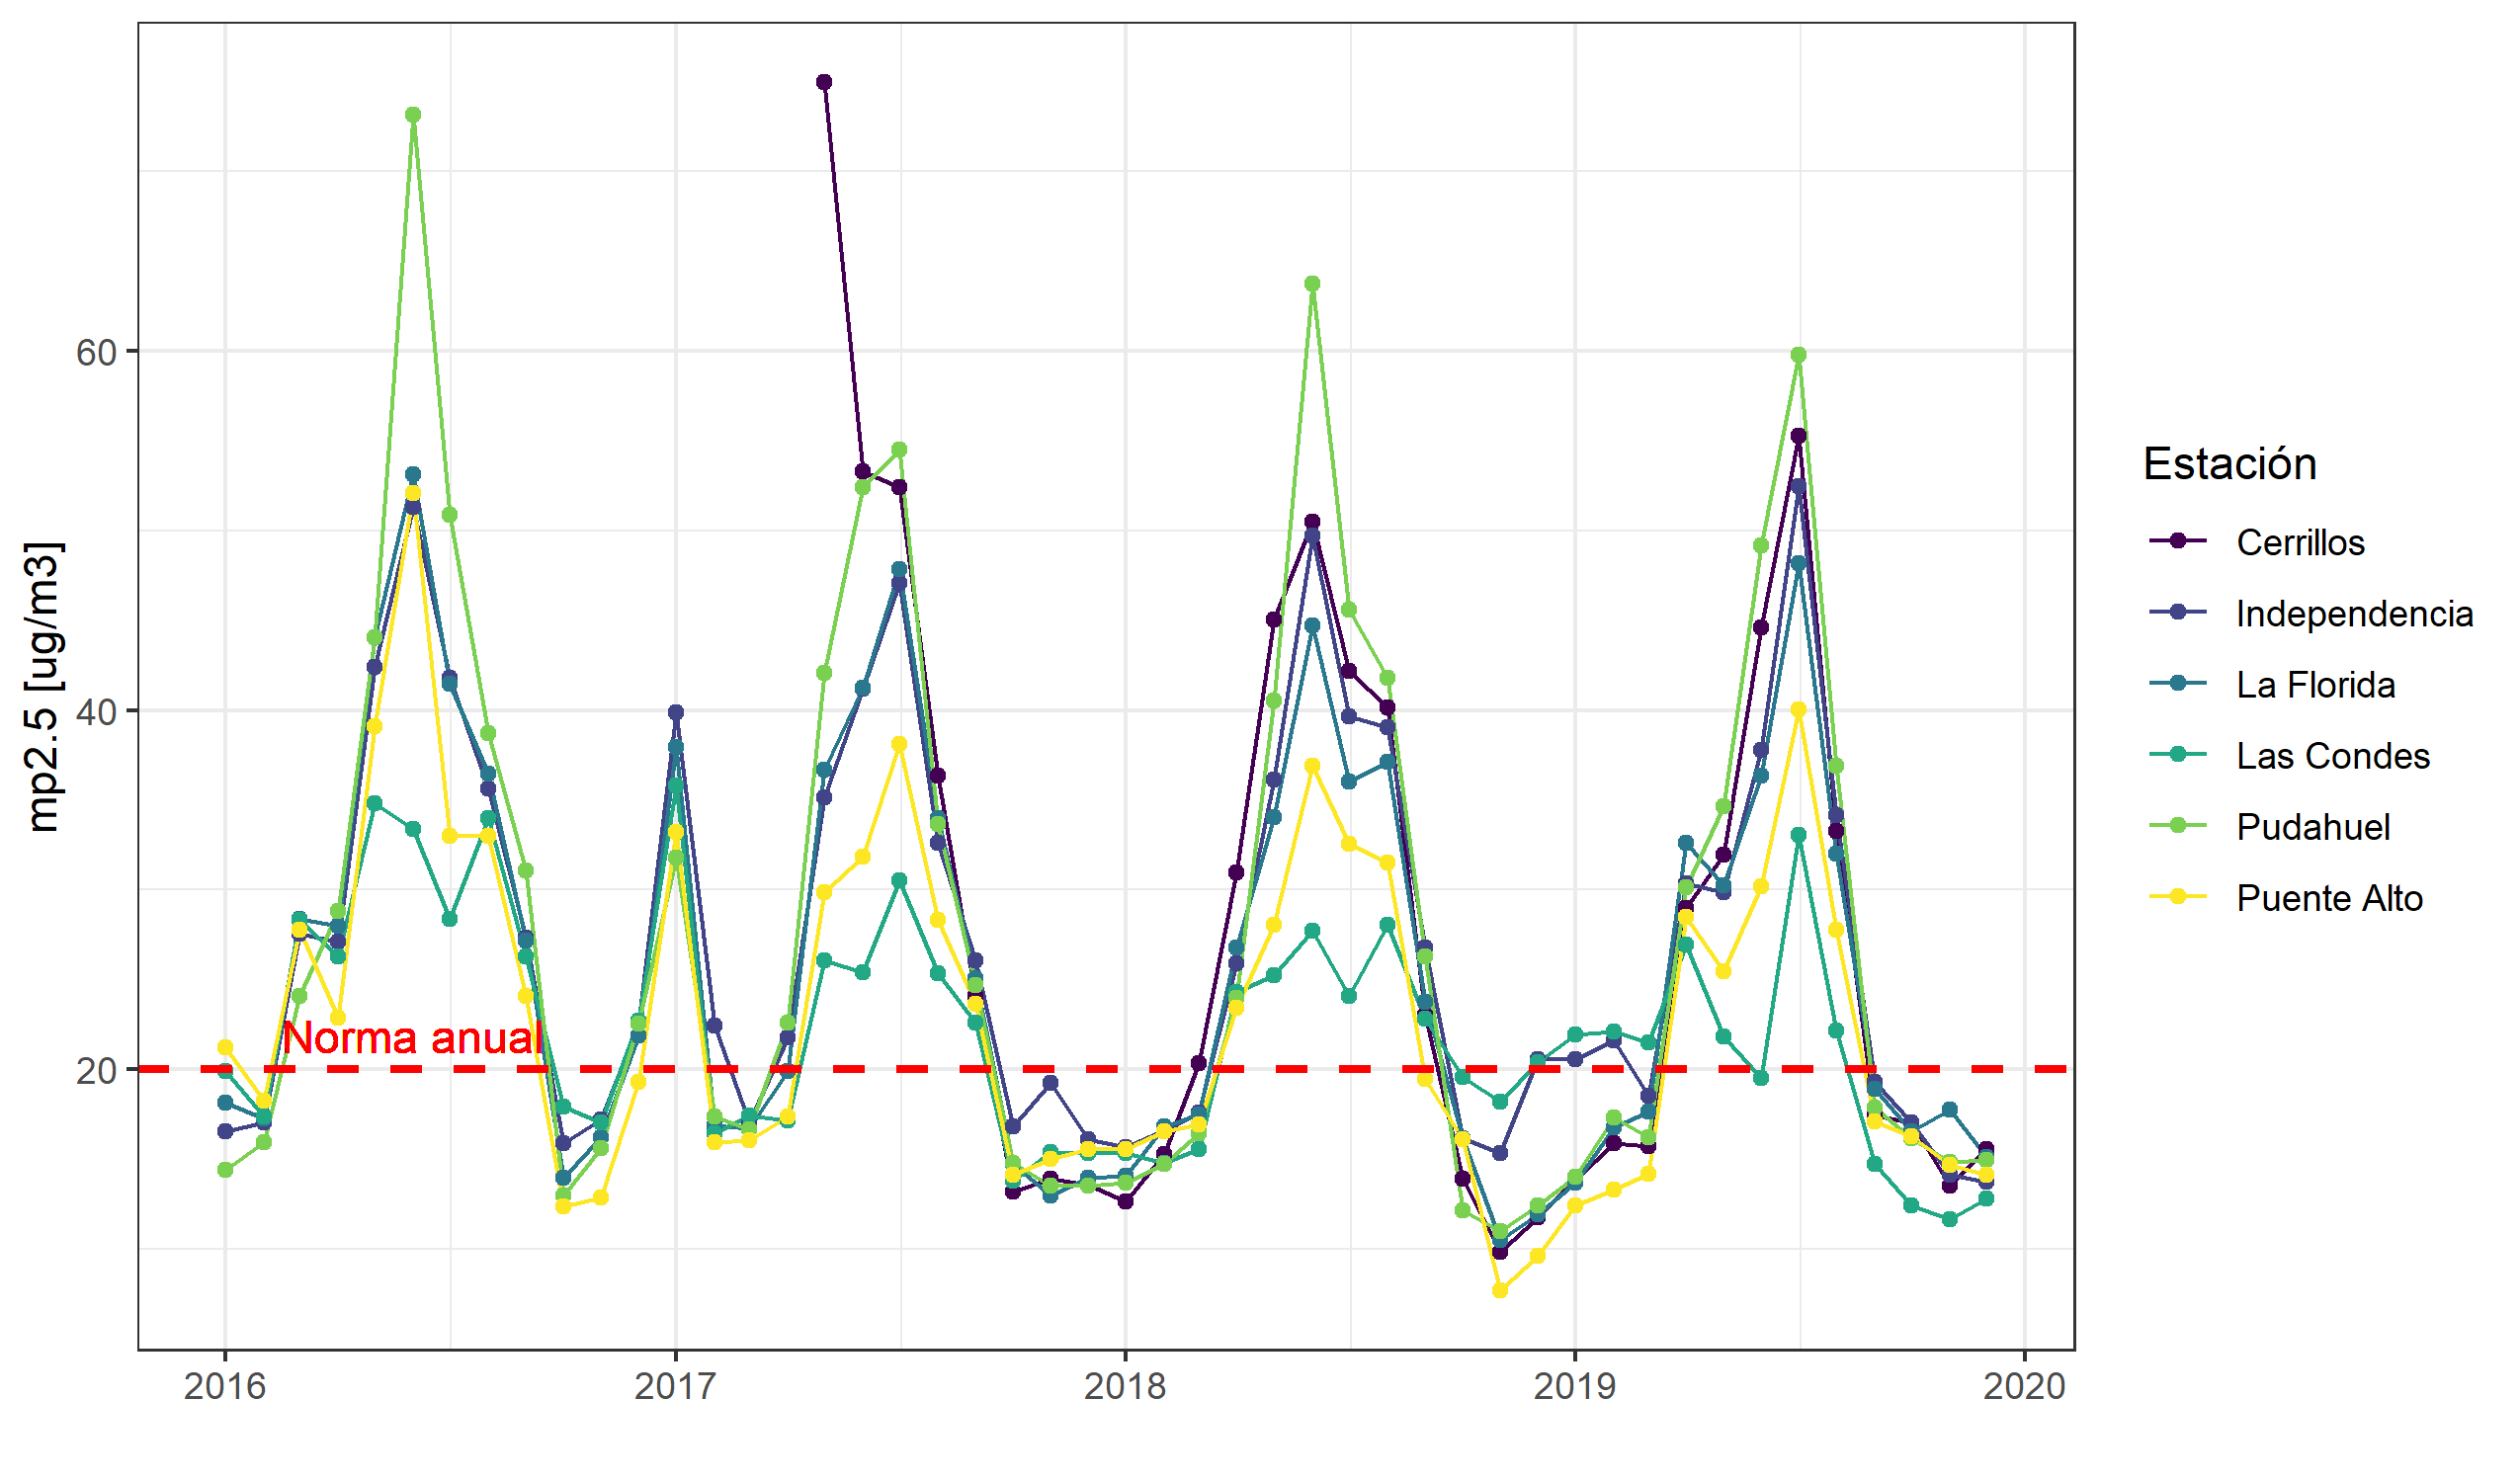 mp2.5 [ug/m3]
60
40
20
Norma anual
2016
2017
2018
2019
2020
Estación
Cerrillos
Independencia
La Florida
Las Condes
Pudahuel
Puente Alto